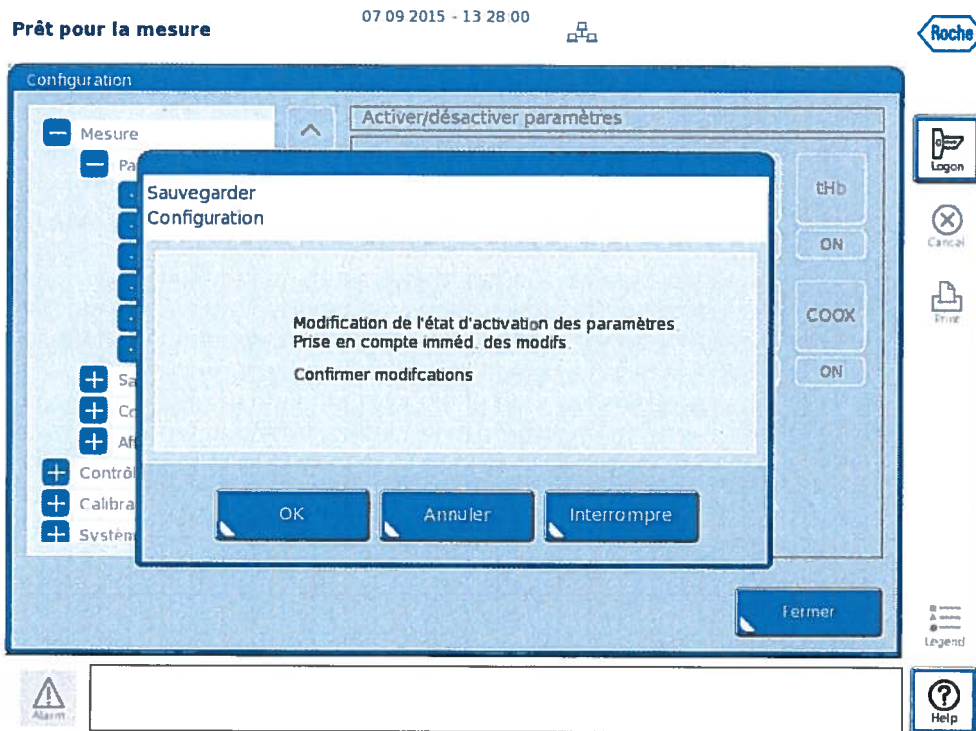 Prêt pour la mesure
07 09 2015 - 13 28 00
Roche
Configuration
Mesure
Activer/désactiver paramètres
Pa
Sauvegarder
Configuration
tHb
ON
Modification de l'état d'activation des paramètres.
Prise en compte imméd. des modifs.
Confirmer modifcations
COOX
ON
Sa
Co
Aff
Contrôl
Calibra
Systèm
OK
Annuler
Interrompre
Fermer
Logon
Cancel
Print
Legend
Alarm
Help